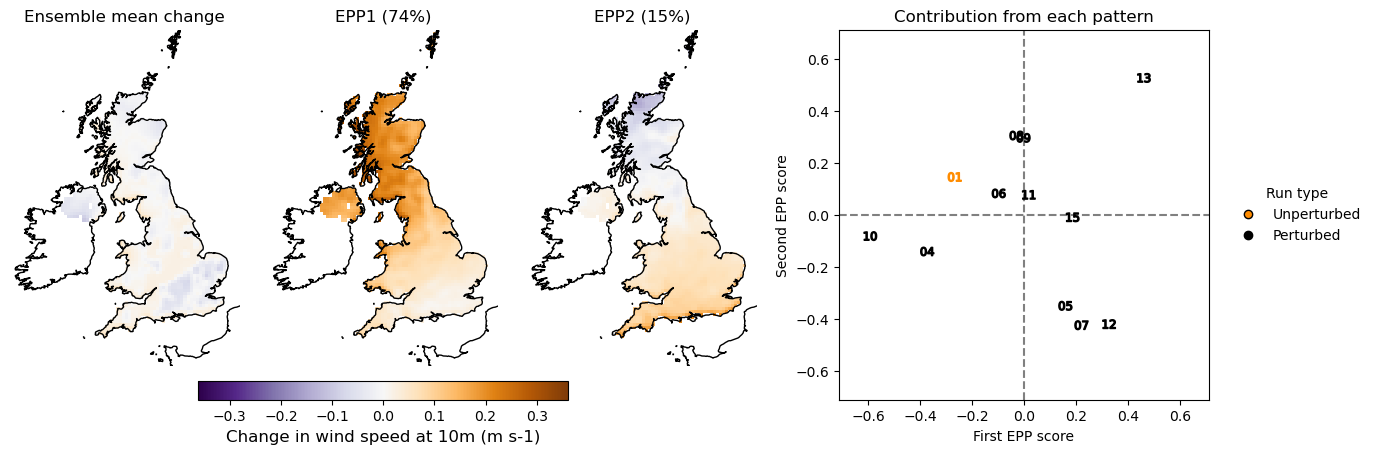 Ensemble mean change
EPP1 (74%)
EPP2 (15%)
Contribution from each pattern
−0.3 −0.2 −0.1 0.0 0.1 0.2 0.3
Change in wind speed at 10m (m s-1)
Second EPP score
0.6
0.4
0.2
0.0
−0.2
−0.4
−0.6
13
08
09
01
06
11
15
10
04
05
07
12
−0.6 −0.4 −0.2 0.0 0.2 0.4 0.6
First EPP score
Run type
Unperturbed
Perturbed